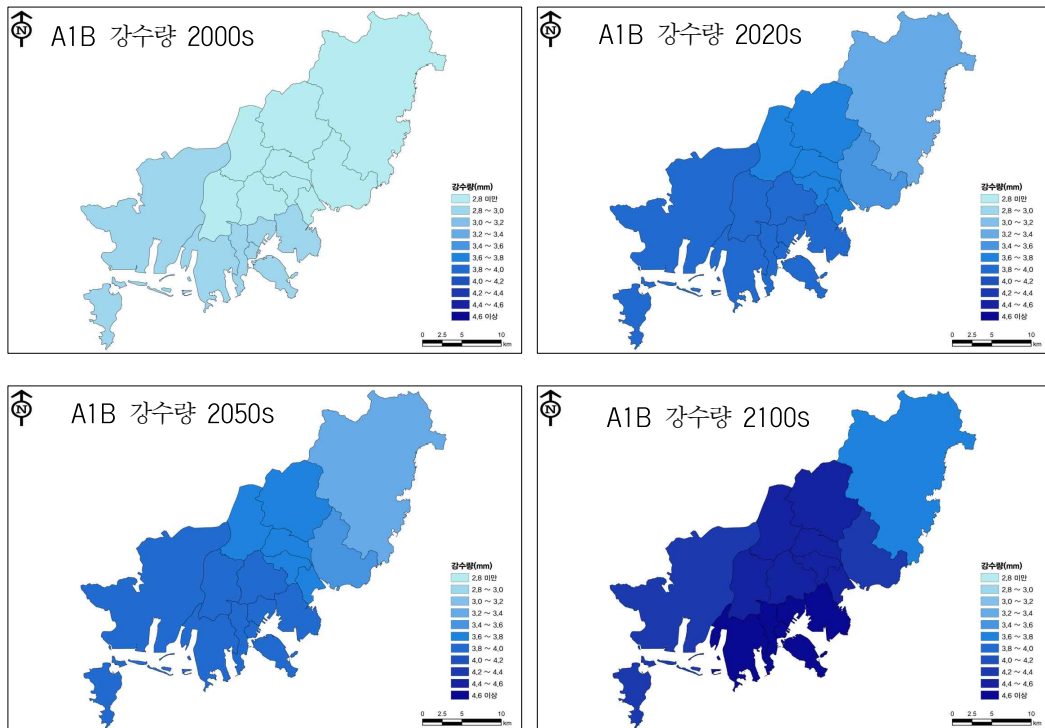 N
A1B 강수량 2000s
강수량(mm)
2.8 미만
2.8 ~ 3.0
3.0 ~ 3.2
3.2 ~ 3.4
3.4 ~ 3.6
3.6 ~ 3.8
3.8 ~ 4.0
4.0 ~ 4.2
4.2 ~ 4.4
4.4 ~ 4.6
4.6 이상
0 2.5 5 10
km
N
A1B 강수량 2020s
강수량(mm)
2.8 미만
2.8 ~ 3.0
3.0 ~ 3.2
3.2 ~ 3.4
3.4 ~ 3.6
3.6 ~ 3.8
3.8 ~ 4.0
4.0 ~ 4.2
4.2 ~ 4.4
4.4 ~ 4.6
4.6 이상
0 2.5 5 10
km
N
A1B 강수량 2050s
강수량(mm)
2.8 미만
2.8 ~ 3.0
3.0 ~ 3.2
3.2 ~ 3.4
3.4 ~ 3.6
3.6 ~ 3.8
3.8 ~ 4.0
4.0 ~ 4.2
4.2 ~ 4.4
4.4 ~ 4.6
4.6 이상
0 2.5 5 10
km
N
A1B 강수량 2100s
강수량(mm)
2.8 미만
2.8 ~ 3.0
3.0 ~ 3.2
3.2 ~ 3.4
3.4 ~ 3.6
3.6 ~ 3.8
3.8 ~ 4.0
4.0 ~ 4.2
4.2 ~ 4.4
4.4 ~ 4.6
4.6 이상
0 2.5 5 10
km